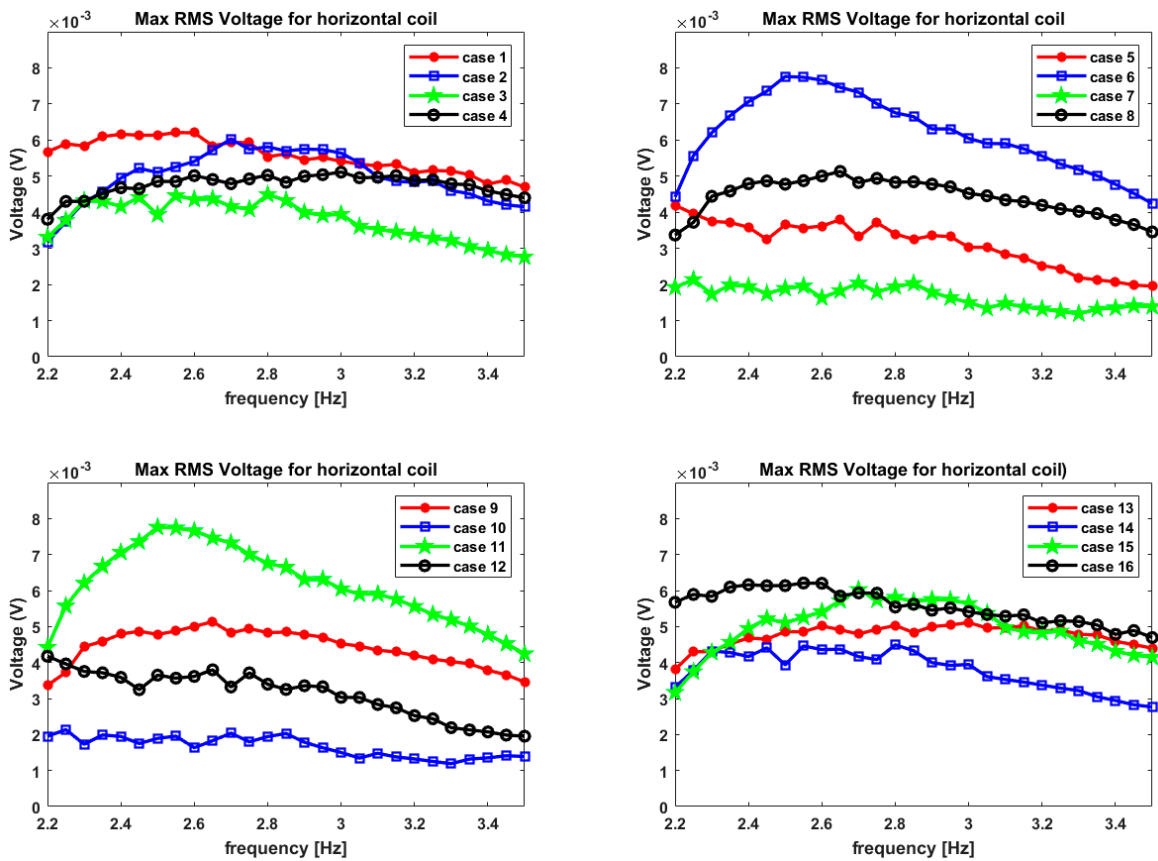 ×10-3
Max RMS Voltage for horizontal coil
8
7
6
5
4
3
2
1
0
Voltage (V)
case 1
case 2
case 3
case 4
2.2 2.4 2.6 2.8 3 3.2 3.4
frequency [Hz]
×10-3
Max RMS Voltage for horizontal coil
8
7
6
5
4
3
2
1
0
Voltage (V)
case 5
case 6
case 7
case 8
2.2 2.4 2.6 2.8 3 3.2 3.4
frequency [Hz]
×10-3
Max RMS Voltage for horizontal coil
8
7
6
5
4
3
2
1
0
Voltage (V)
case 9
case 10
case 11
case 12
2.2 2.4 2.6 2.8 3 3.2 3.4
frequency [Hz]
×10-3
Max RMS Voltage for horizontal coil)
8
7
6
5
4
3
2
1
0
Voltage (V)
case 13
case 14
case 15
case 16
2.2 2.4 2.6 2.8 3 3.2 3.4
frequency [Hz]